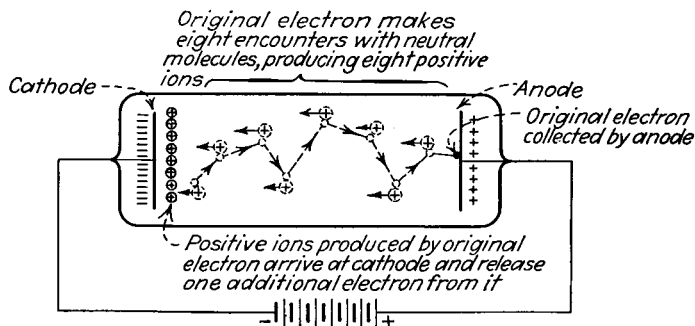 Original electron makes
eight encounters with neutral
molecules, producing eight positive
ions
Cathode
Anode
Original electron
collected by anode
Positive ions produced by original
electron arrive at cathode and release
one additional electron from it
- +